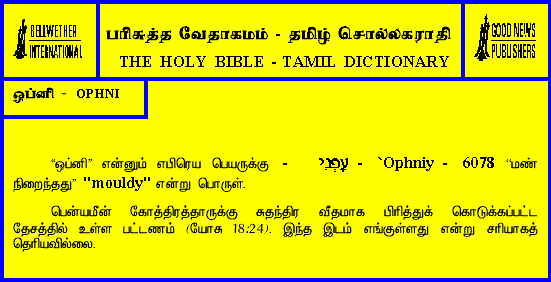 BELLWETHER
INTERNATIONAL
பரிசுத்த வேதாகமம் - தமிழ் சொல்லகராதி
THE HOLY BIBLE - TAMIL DICTIONARY
GOOD NEWS
PUBLISHERS
ஒப்னி - OPHNI
“ஒப்னி” என்னும் எபிரெய பெயருக்கு - עָפְנִי - `Ophniy - 6078 “மண்
நிறைந்தது” "mouldy" என்று பொருள்.
பென்யமீன் கோத்திரத்தாருக்கு சுதந்திர வீதமாக பிரித்துக் கொடுக்கப்பட்ட
தேசத்தில் உள்ள பட்டணம் (யோசு 18:24). இந்த இடம் எங்குள்ளது என்று சரியாகத்
தெரியவில்லை.